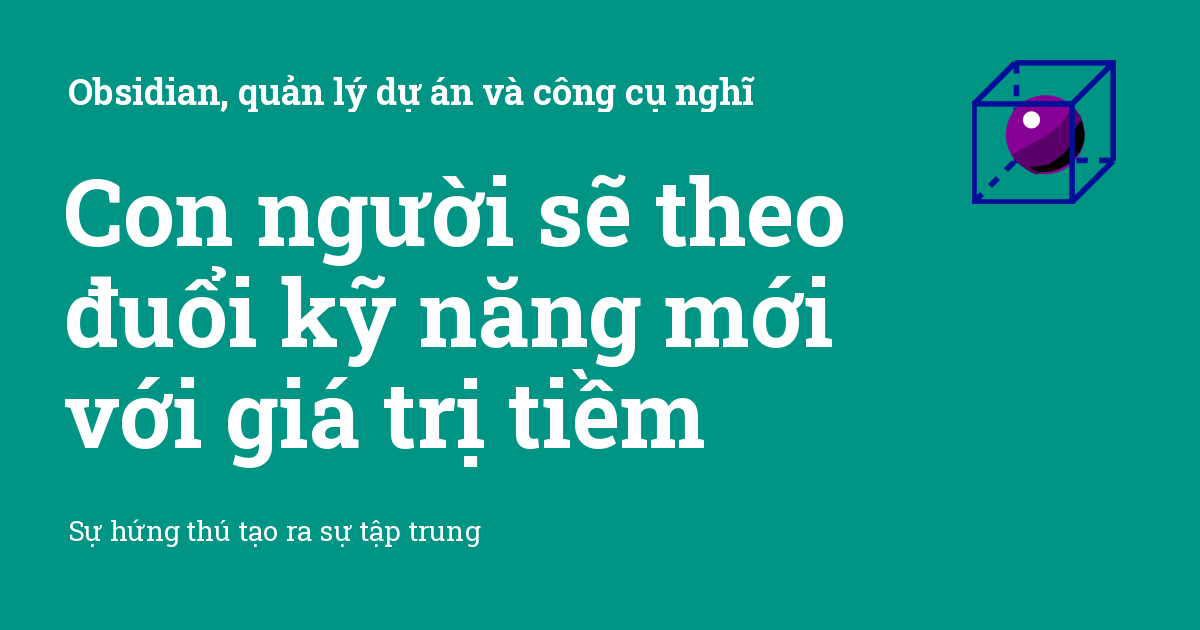 Obsidian, quản lý dự án và công cụ nghĩ
Con người sẽ theo
đuổi kỹ năng mới
với giá trị tiềm
Sự hứng thú tạo ra sự tập trung